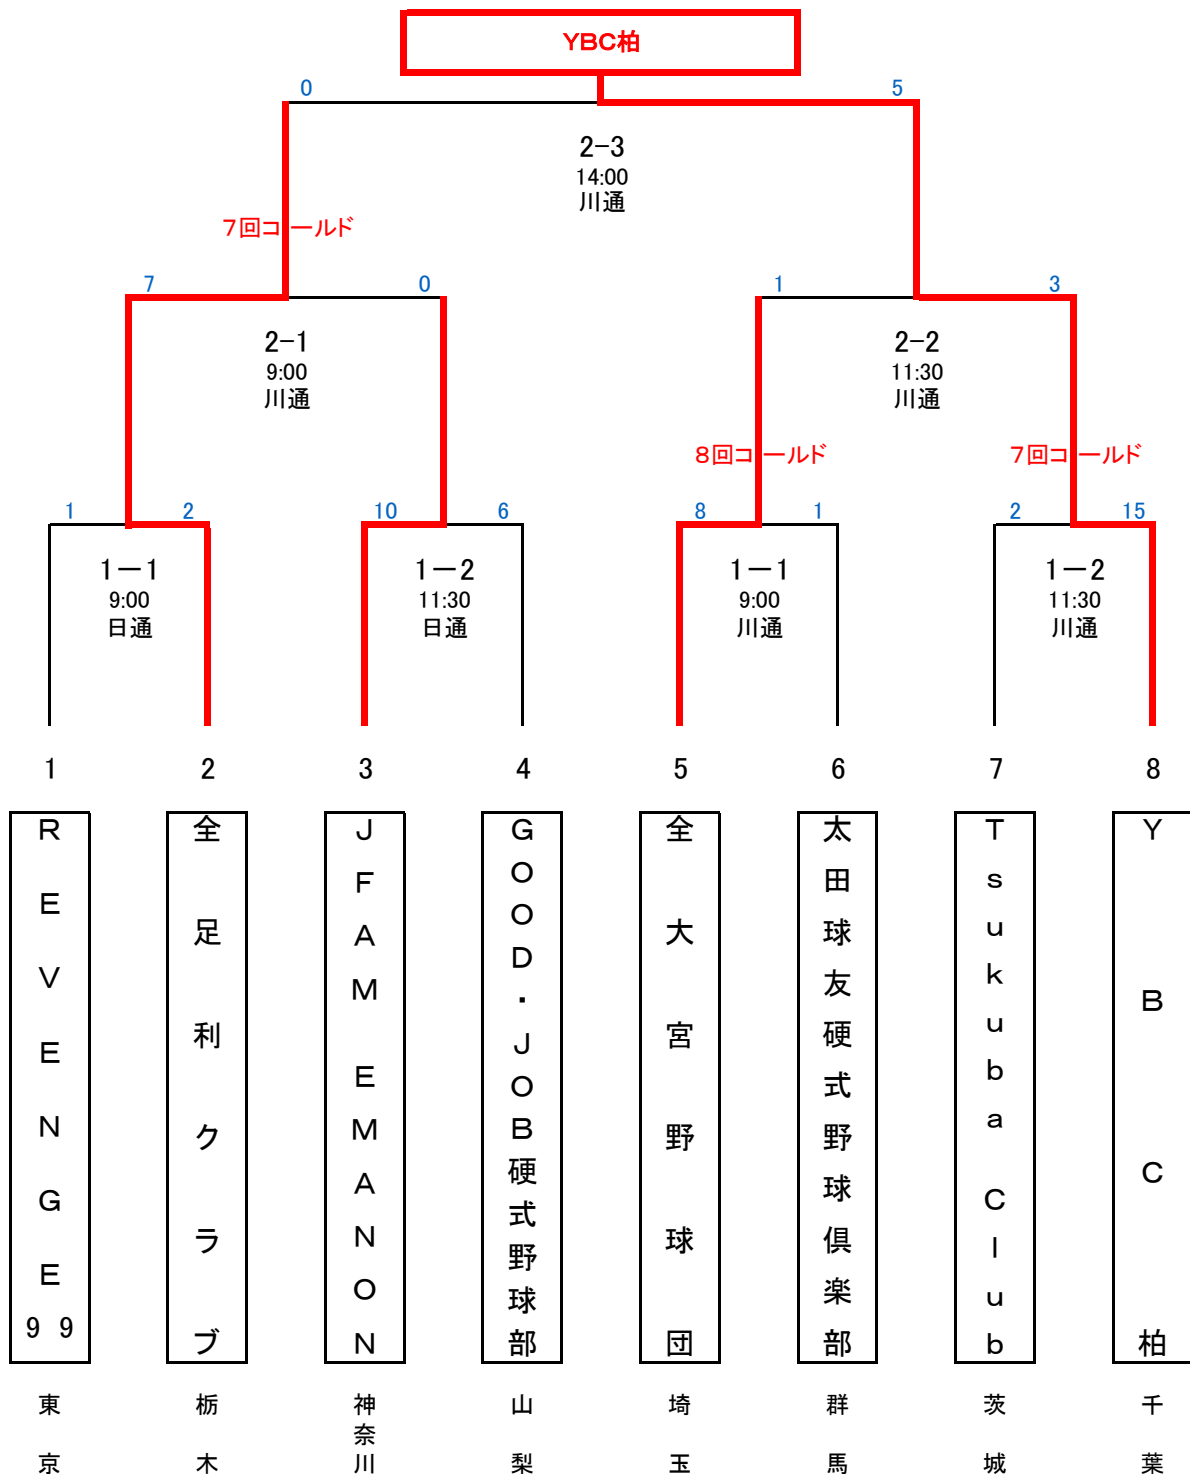 YBC柏
0 5
2-3
14:00
川通
7回コールド
7 0 1 3
2-1 2-2
9:00 11:30
川通 川通
8回コールド 7回コールド
1 2 10 6 8 1 2 15
1ー1 1ー2 1ー1 1ー2
9:00 11:30 9:00 11:30
日通 日通 川通 川通
1 2 3 4 5 6 7 8
REVENGE99
全足利クラブ
JFAM EMANON
GOOD・JOB硬式野球部
全大宮野球団
太田球友硬式野球倶楽部
Tsukuba Club
YBC柏
東京
栃木
神奈川
山梨
埼玉
群馬
茨城
千葉